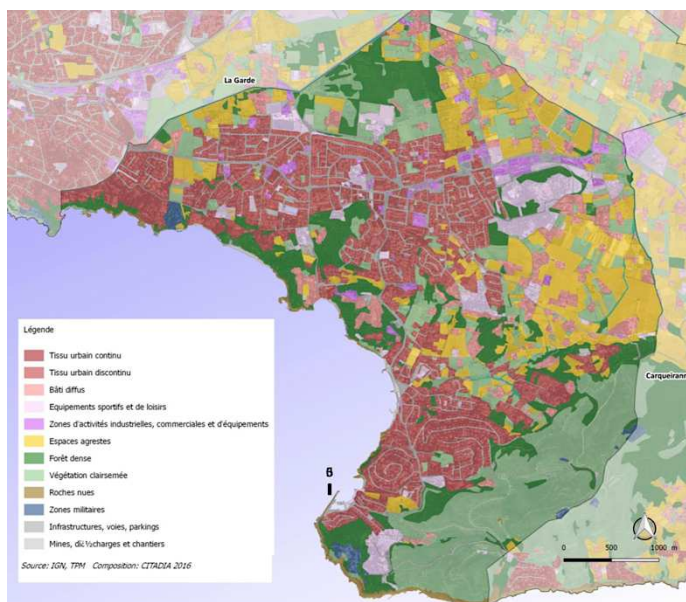 La Garde
Carqueirann
Légende
Tissu urbain continu
Tissu urbain discontinu
Bâti diffus
Equipements sportifs et de loisirs
Zones d'activités industrielles, commerciales et d'équipements
Espaces agrestes
Forêt dense
Végétation clairsemée
Roches nues
Zones militaires
Infrastructures, voies, parkings
Mines, dï¿½charges et chantiers
Source: IGN, TPM Composition: CITADIA 2016
0 500 1000 m